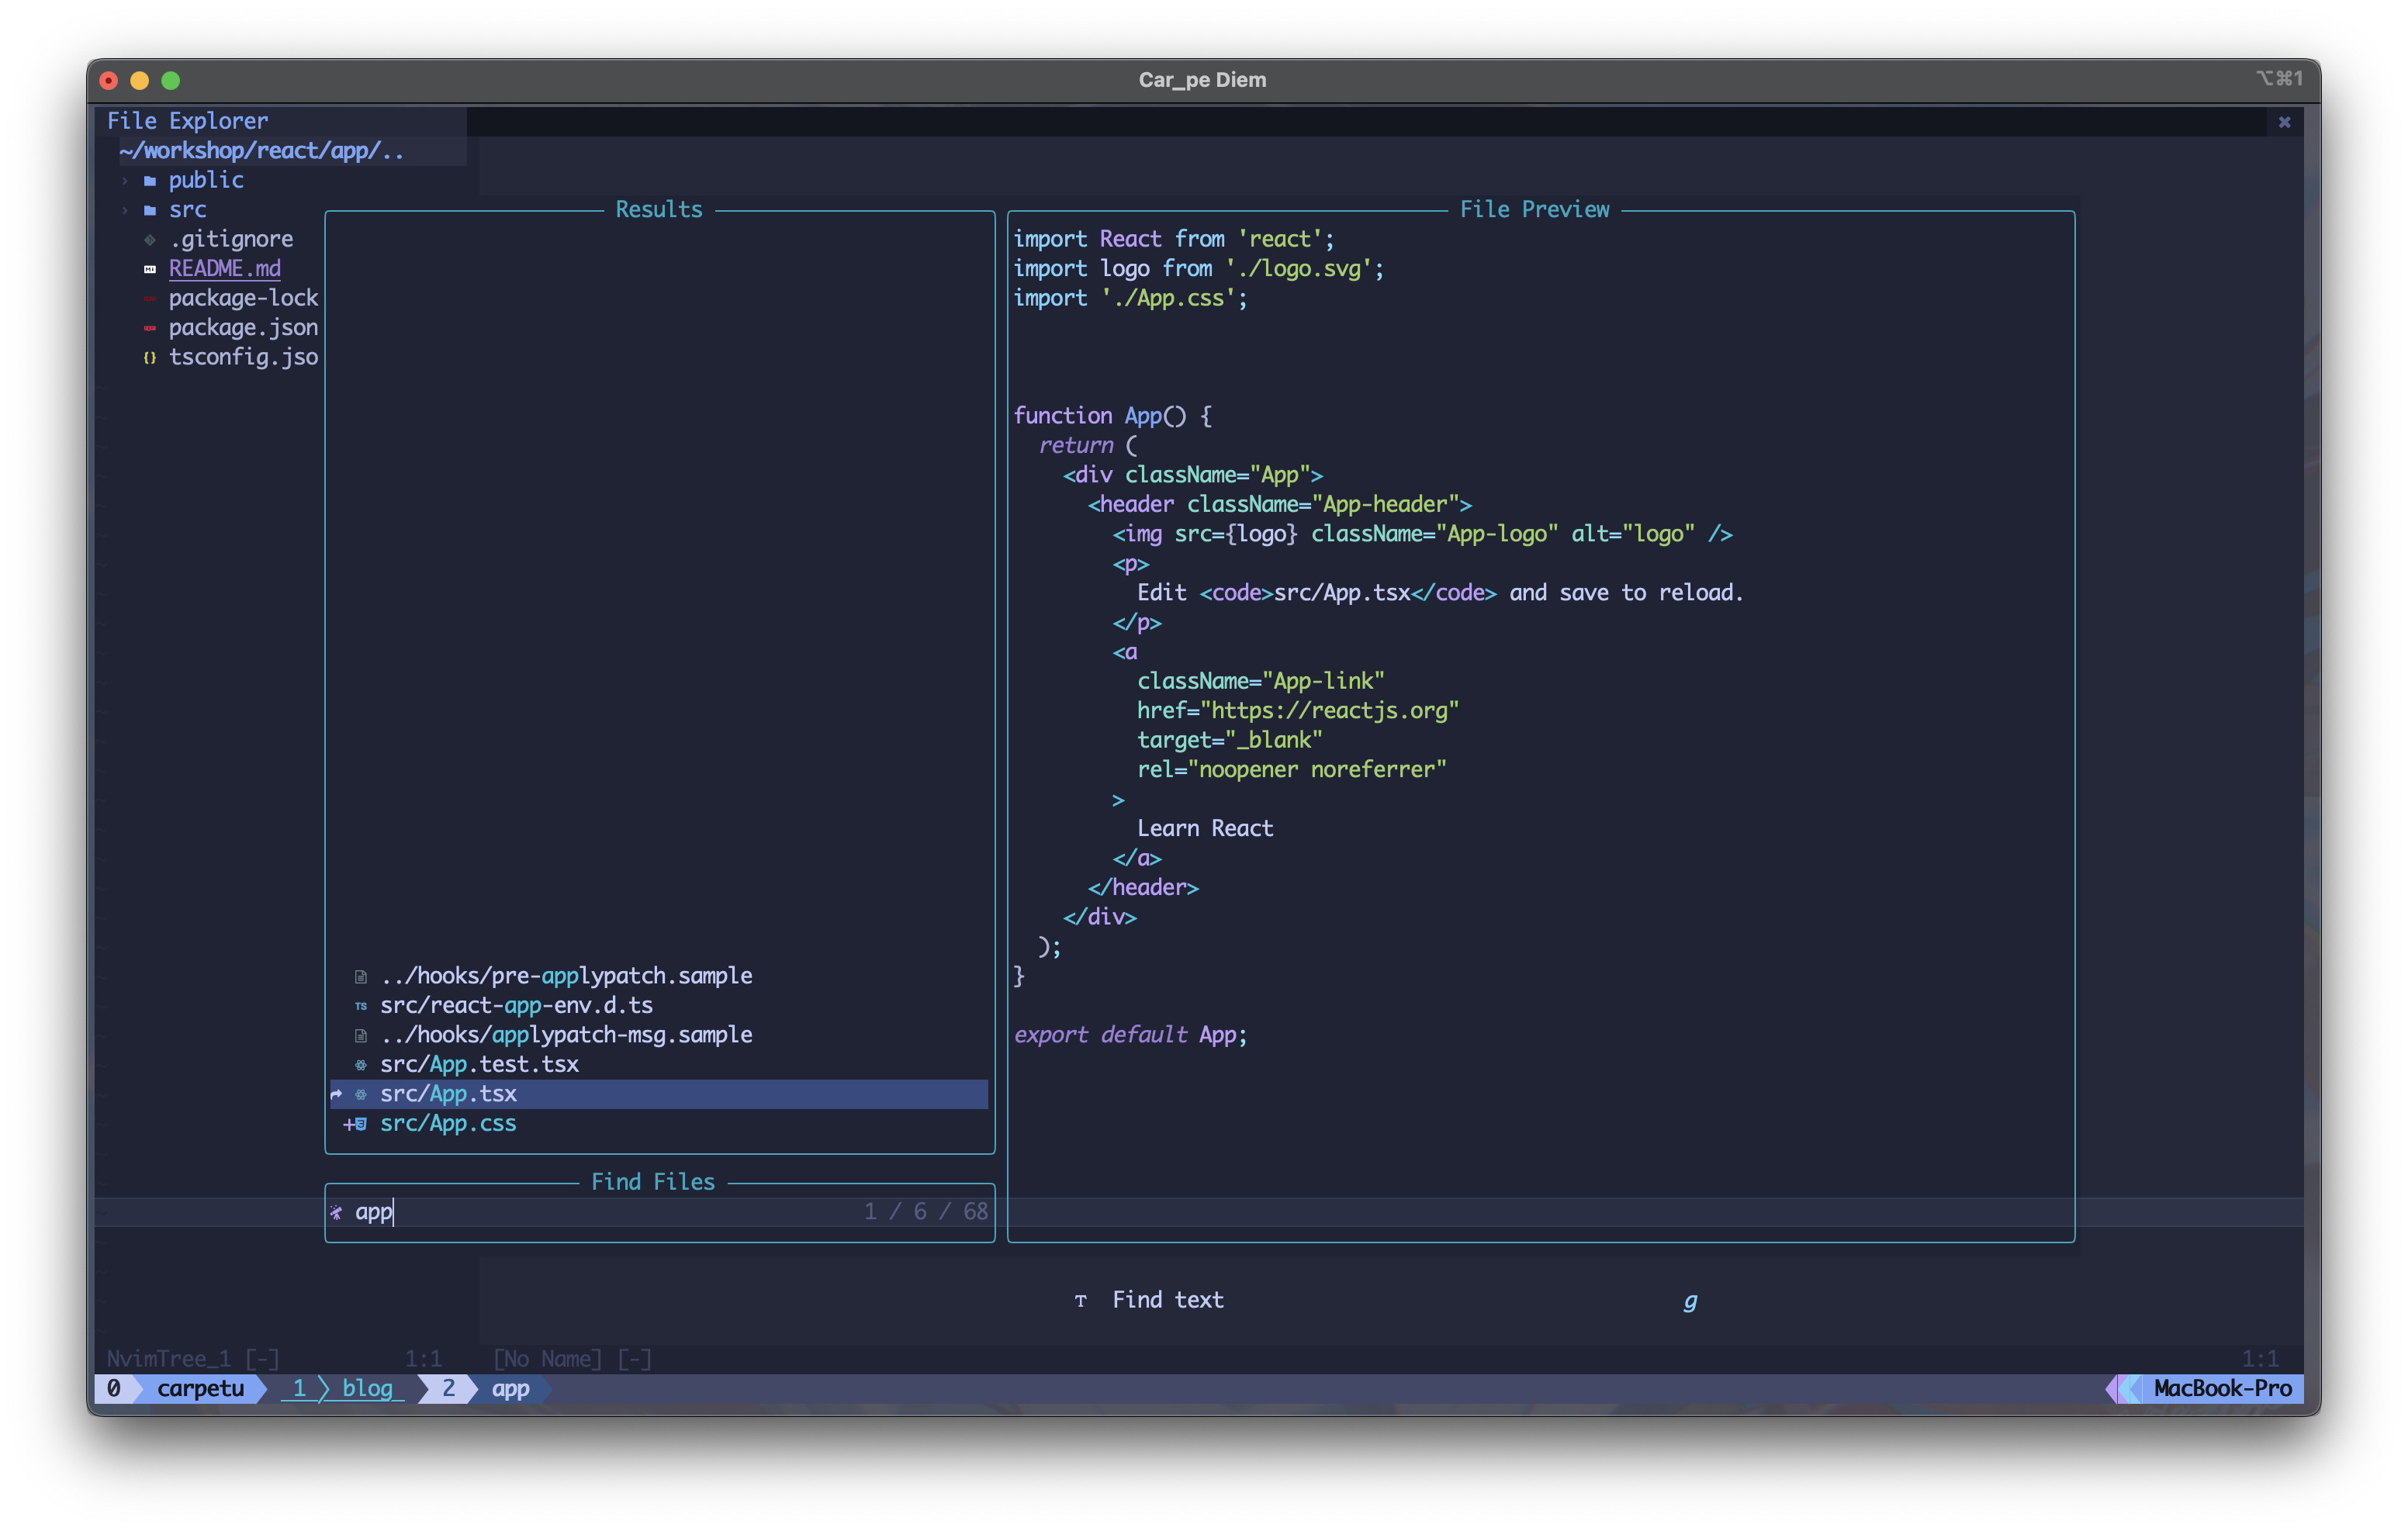 Car_pe Diem
⌥⌘1
File Explorer
~/workshop/react/app/..
public
src
.gitignore
README.md
package-lock
package.json
tsconfig.jso
Results
../hooks/pre-applypatch.sample
src/react-app-env.d.ts
../hooks/applypatch-msg.sample
src/App.test.tsx
src/App.tsx
src/App.css
Find Files
app
1 / 6 / 68
File Preview
import React from 'react';
import logo from './logo.svg';
import './App.css';
function App() {
return (
<div className="App">
<header className="App-header">
<img src={logo} className="App-logo" alt="logo" />
<p>
Edit <code>src/App.tsx</code> and save to reload.
</p>
<a
className="App-link"
href="https://reactjs.org"
target="_blank"
rel="noopener noreferrer"
>
Learn React
</a>
</header>
</div>
);
}
export default App;
Find text g
NvimTree_1 [-] 1:1 [No Name] [-] 1:1
0 carpetu 1 blog 2 app MacBook-Pro